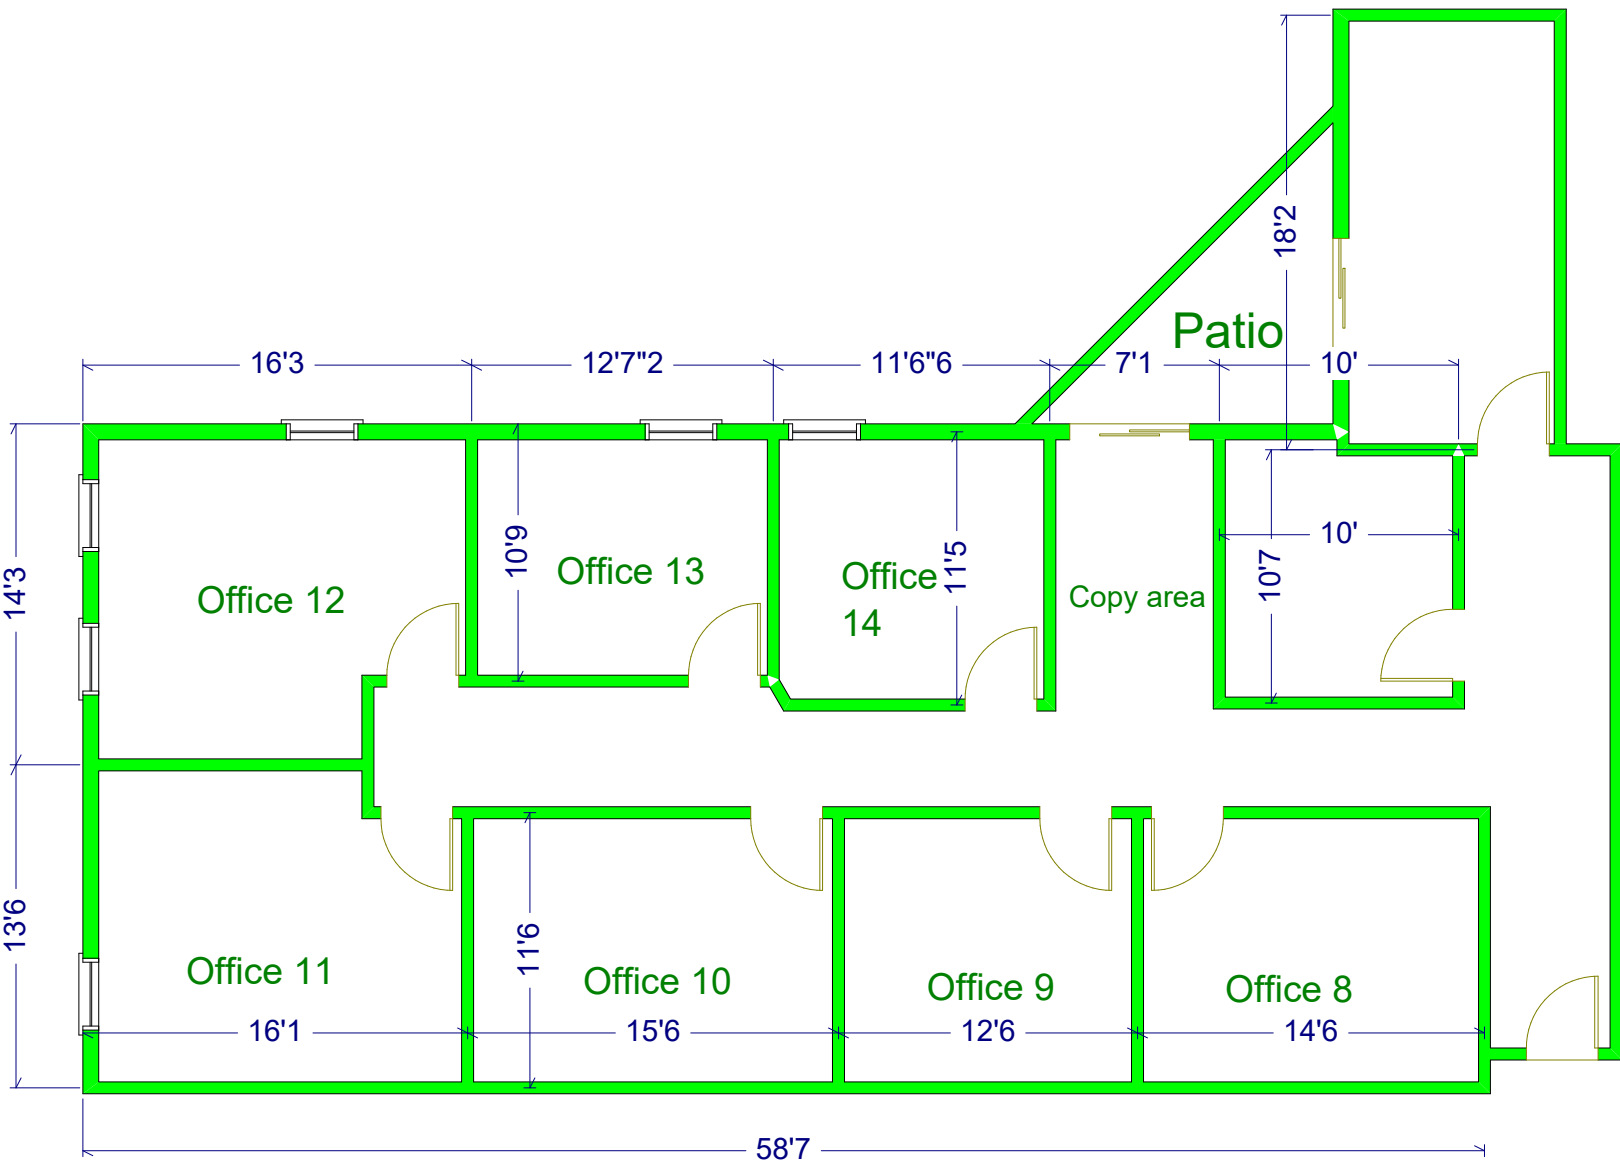 18'2
Patio
16'3
12'7"2
11'6"6
7'1
10'
14'3
10'9
11'5
10'
10'7
Office 12
Office 13
Office
14
Copy area
13'6
11'6
Office 11
Office 10
Office 9
Office 8
16'1
15'6
12'6
14'6
58'7